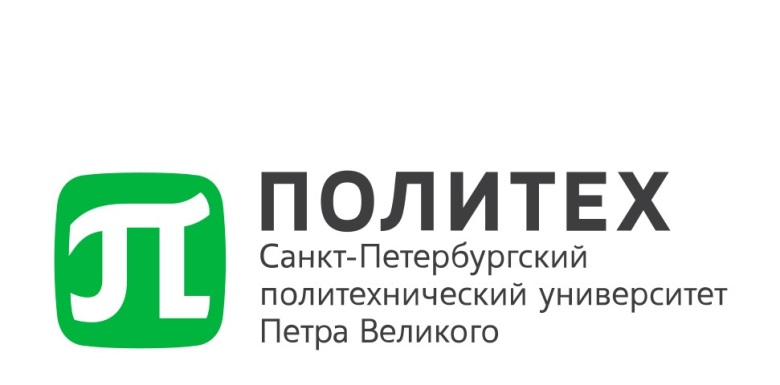 ПОЛИТЕХ
Санкт-Петербургский
политехнический университет
Петра Великого